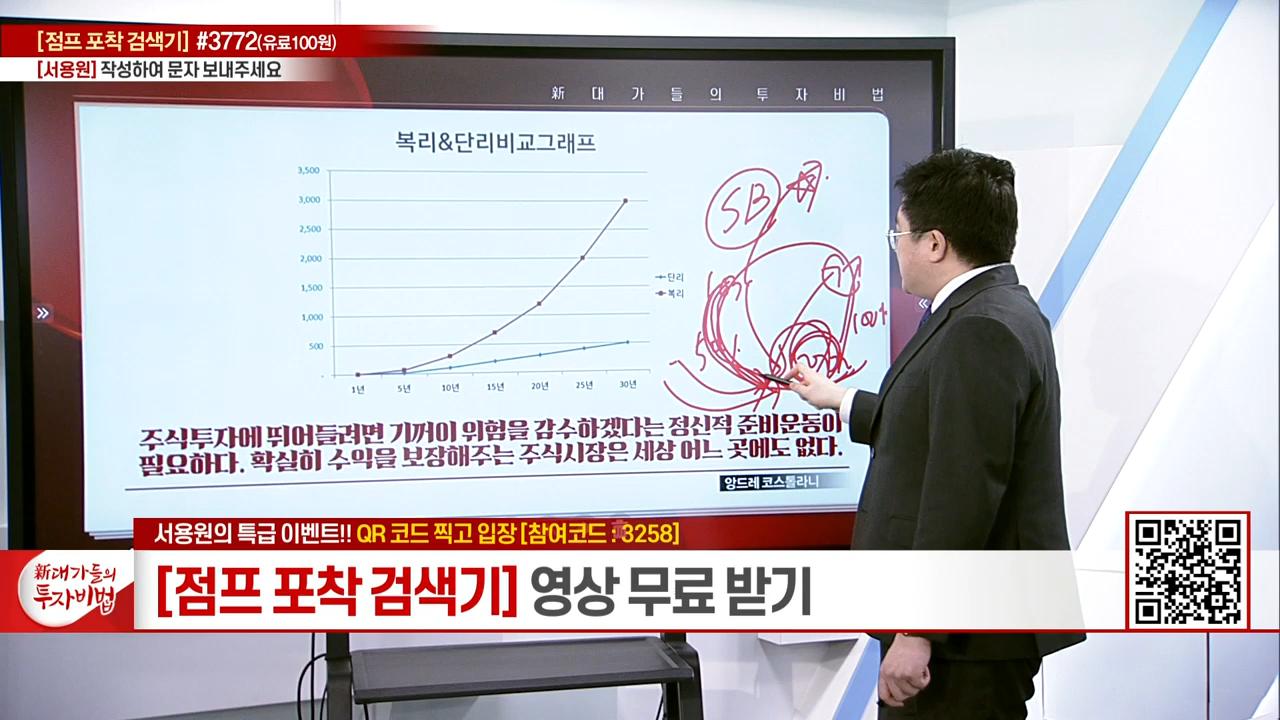 [점프 포착 검색기] #3772(유료100원)
[서용원] 작성하여 문자 보내주세요
新 대 가 들 의 투 자 비 법
복리&단리비교그래프
3,500
3,000
2,500
2,000
1,500
1,000
500
-
1년 5년 10년 15년 20년 25년 30년
단리
복리
SB
주식투자에 뛰어들려면 기꺼이 위험을 감수하겠다는 정신적 준비운동이
필요하다. 확실히 수익을 보장해주는 주식시장은 세상 어느 곳에도 없다.
앙드레 코스톨라니
서용원의 특급 이벤트!! QR 코드 찍고 입장 [참여코드 : 3258]
新대가들의
투자비법
[점프 포착 검색기] 영상 무료 받기